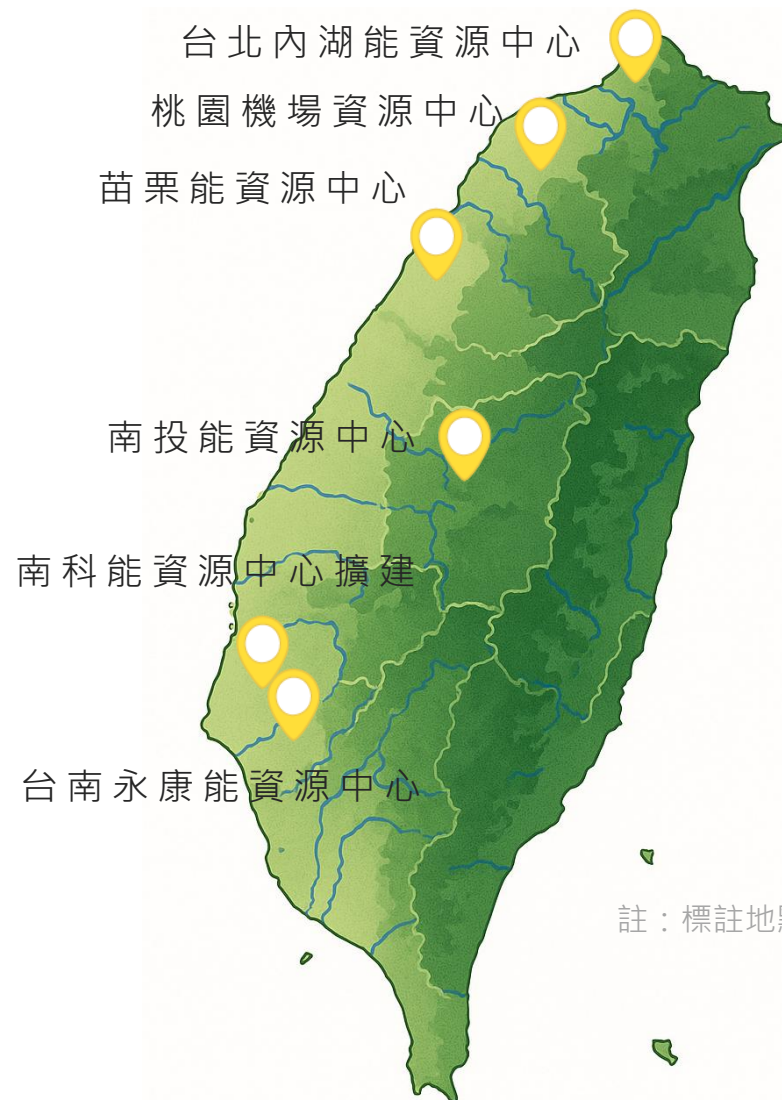 台北內湖能資源中心
桃園機場資源中心
苗栗能資源中心
南投能資源中心
南科能資源中心擴建
台南永康能資源中心
註：標註地